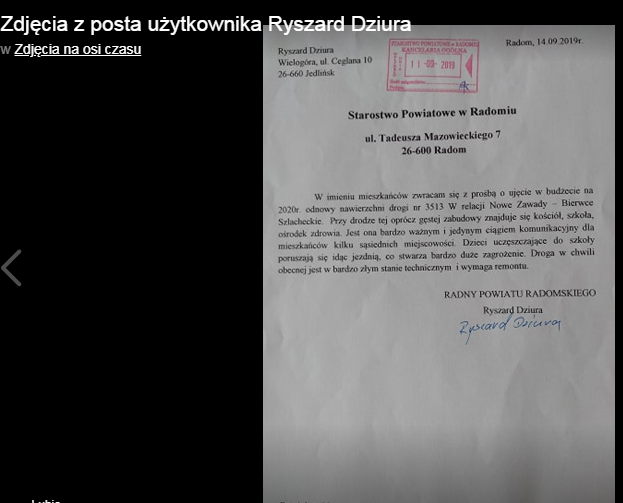 Zdjęcia z posta użytkownika Ryszard Dziura
w Zdjęcia na osi czasu
Radom, 14.09.2019r.
Ryszard Dziura
Wielogóra, ul. Ceglana 10
26-660 Jedlińsk
STAROSTWO POWIATOWE w RADOMIU
KANCELARIA OGÓLNA
11 -09- 2019
Starostwo Powiatowe w Radomiu
ul. Tadeusza Mazowieckiego 7
26-600 Radom
W imieniu mieszkańców zwracam się z prośbą o ujęcie w budżecie na
2020r. odnowy nawierzchni drogi nr 3513 W relacji Nowe Zawady – Bierwce
Szlacheckie. Przy drodze tej oprócz gęstej zabudowy znajduje się kościół, szkoła,
ośrodek zdrowia. Jest ona bardzo ważnym i jedynym ciągiem komunikacyjny dla
mieszkańców kilku sąsiednich miejscowości. Dzieci uczęszczające do szkoły
poruszają się idąc jezdnią, co stwarza bardzo duże zagrożenie. Droga w chwili
obecnej jest w bardzo złym stanie technicznym i wymaga remontu.
RADNY POWIATU RADOMSKIEGO
Ryszard Dziura
Ryszard Dziura